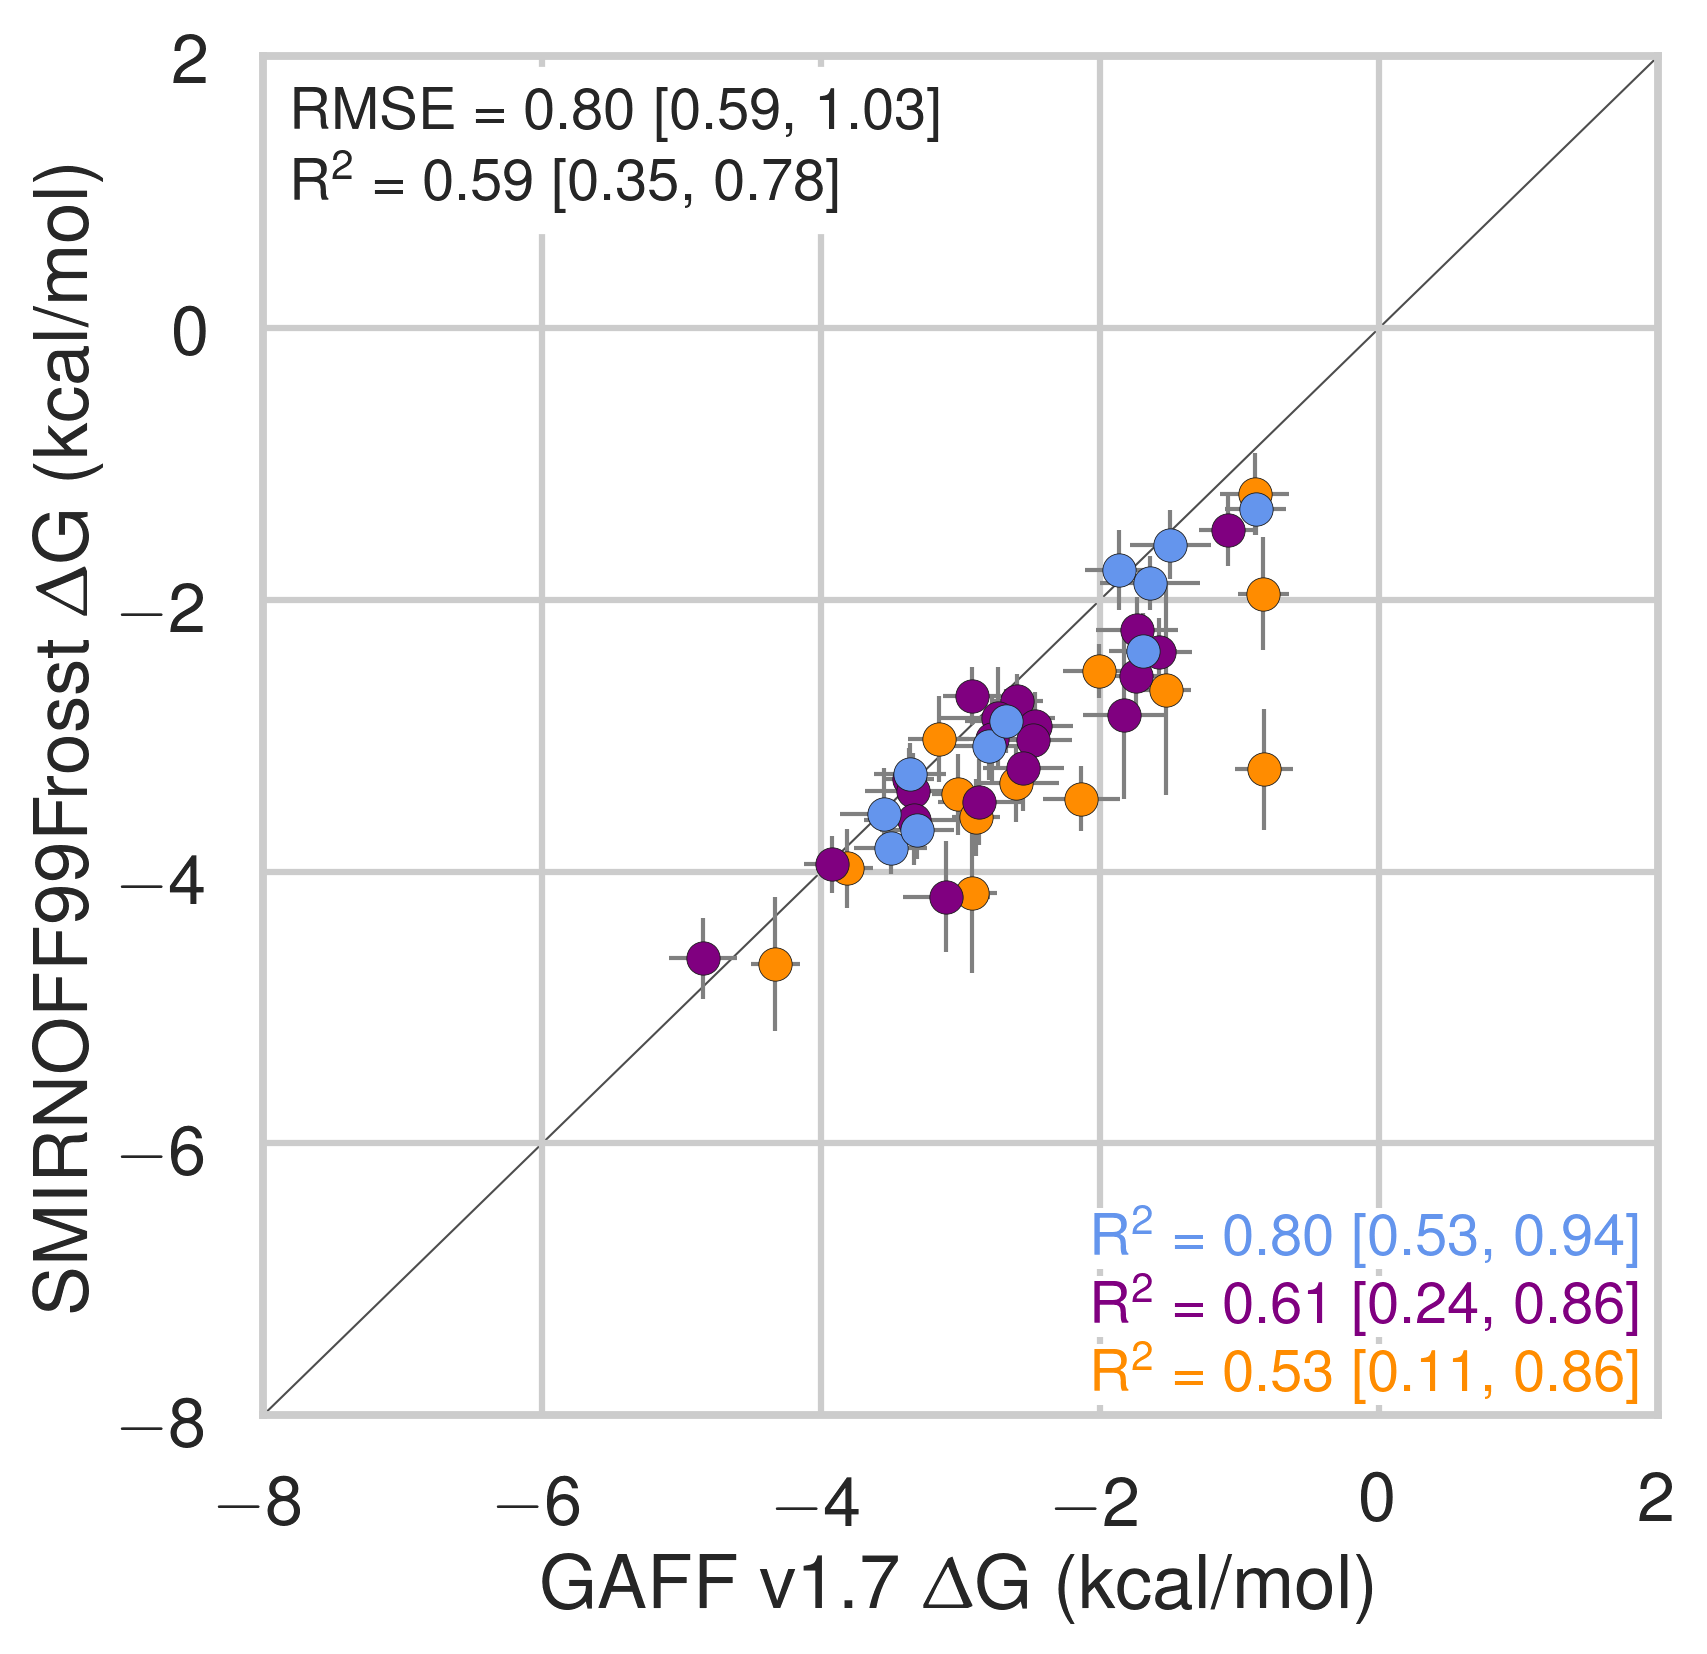 2
RMSE = 0.80 [0.59, 1.03]
R² = 0.59 [0.35, 0.78]
0
−2
−4
−6
−8
SMIRNOFF99Frosst ΔG (kcal/mol)
R² = 0.80 [0.53, 0.94]
R² = 0.61 [0.24, 0.86]
R² = 0.53 [0.11, 0.86]
−8 −6 −4 −2 0 2
GAFF v1.7 ΔG (kcal/mol)